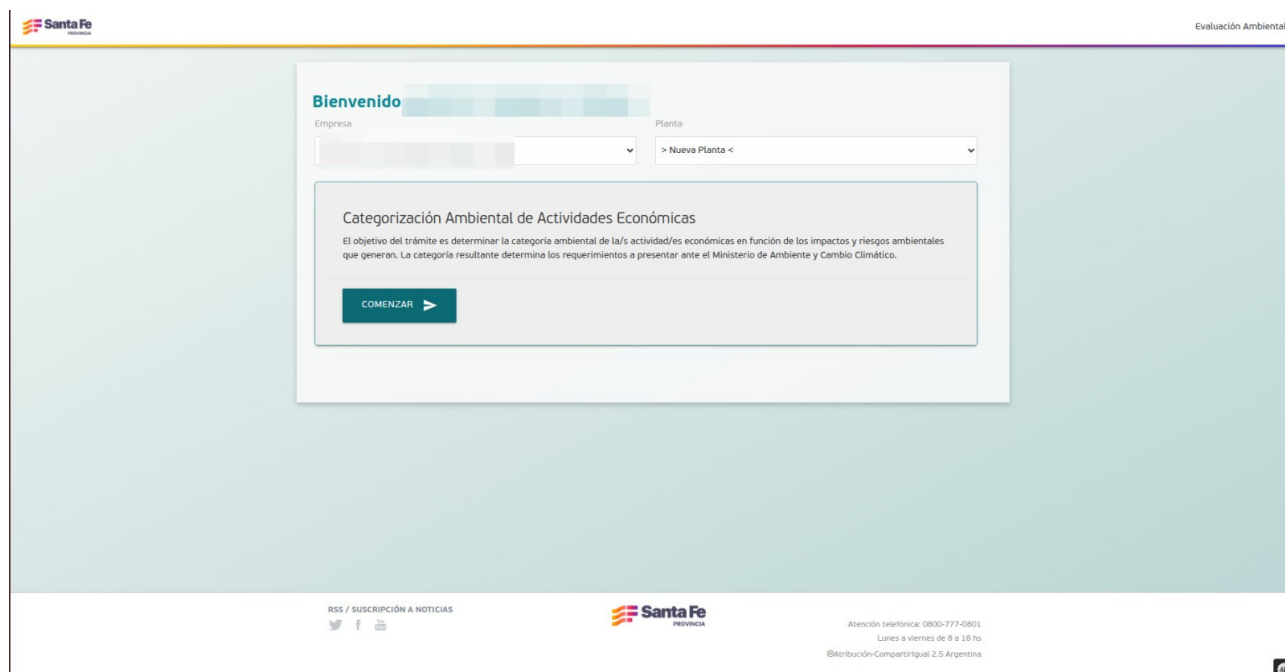 Santa Fe
PROVINCIA
Evaluación Ambiental
Bienvenido
Empresa
Planta
> Nueva Planta <
Categorización Ambiental de Actividades Económicas
El objetivo del trámite es determinar la categoría ambiental de la/s actividad/es económicas en función de los impactos y riesgos ambientales
que generan. La categoría resultante determina los requerimientos a presentar ante el Ministerio de Ambiente y Cambio Climático.
COMENZAR
RSS / SUSCRIPCIÓN A NOTICIAS
Santa Fe
PROVINCIA
Atención telefónica: 0800-777-0801
Lunes a viernes de 8 a 18 hs
@Atribución-CompartirIgual 2.5 Argentina